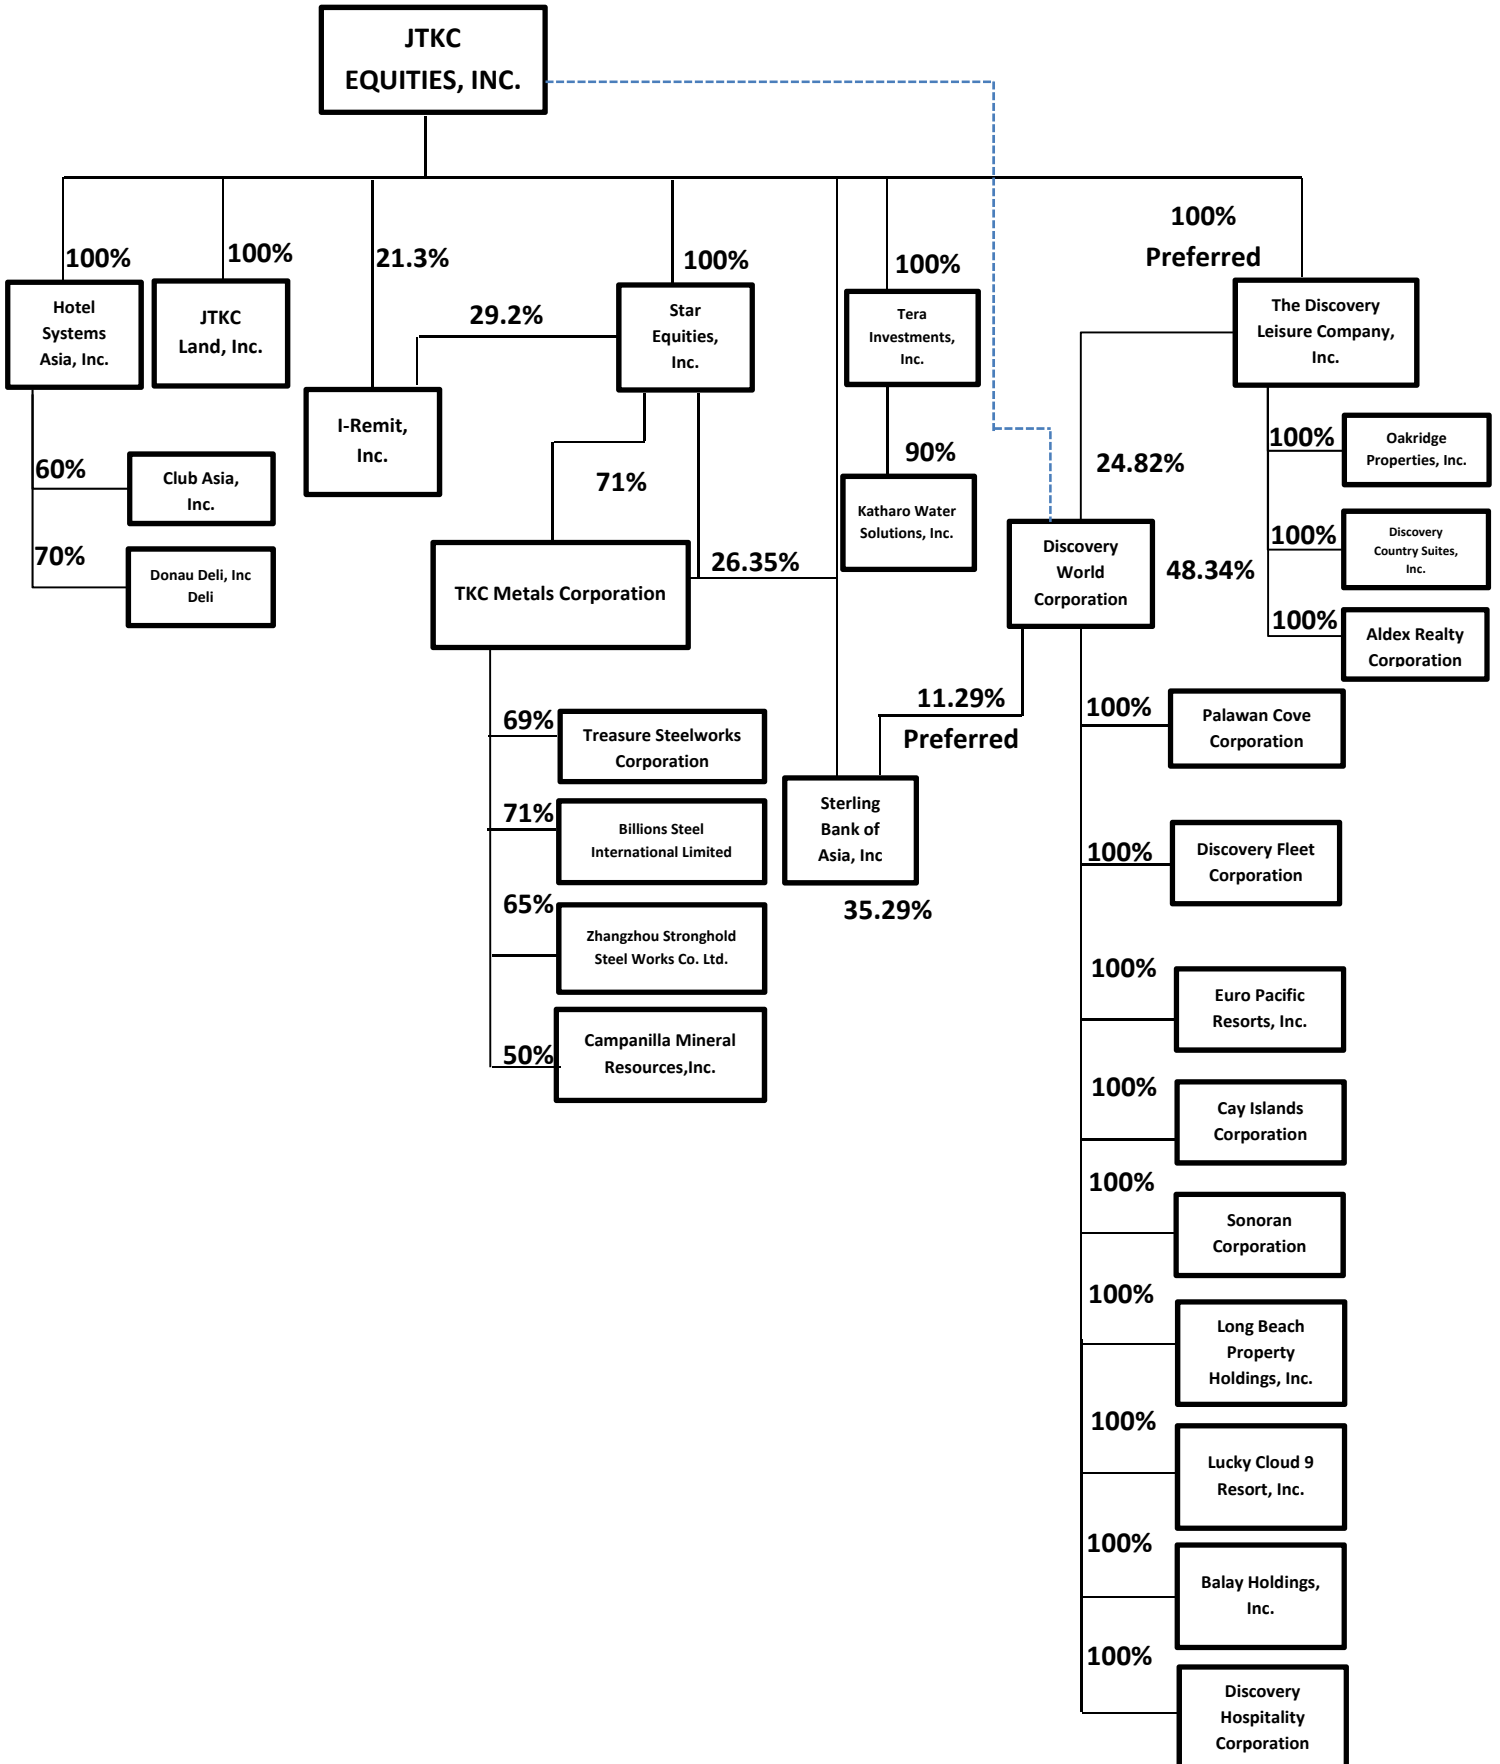 JTKC
EQUITIES, INC.
100%
Preferred
100%
100%
21.3%
100%
100%
Hotel
Systems
Asia, Inc.
JTKC
Land, Inc.
29.2%
Star
Equities,
Inc.
Tera
Investments,
Inc.
The Discovery
Leisure Company,
Inc.
I-Remit,
Inc.
60%
Club Asia,
Inc.
70%
Donau Deli, Inc
Deli
71%
26.35%
TKC Metals Corporation
90%
Katharo Water
Solutions, Inc.
24.82%
Discovery
World
Corporation
48.34%
100%
Oakridge
Properties, Inc.
100%
Discovery
Country Suites,
Inc.
100%
Aldex Realty
Corporation
69%
Treasure Steelworks
Corporation
71%
Billions Steel
International Limited
65%
Zhangzhou Stronghold
Steel Works Co. Ltd.
50%
Campanilla Mineral
Resources,Inc.
11.29%
Preferred
Sterling
Bank of
Asia, Inc
35.29%
100%
Palawan Cove
Corporation
100%
Discovery Fleet
Corporation
100%
Euro Pacific
Resorts, Inc.
100%
Cay Islands
Corporation
100%
Sonoran
Corporation
100%
Long Beach
Property
Holdings, Inc.
100%
Lucky Cloud 9
Resort, Inc.
100%
Balay Holdings,
Inc.
100%
Discovery
Hospitality
Corporation